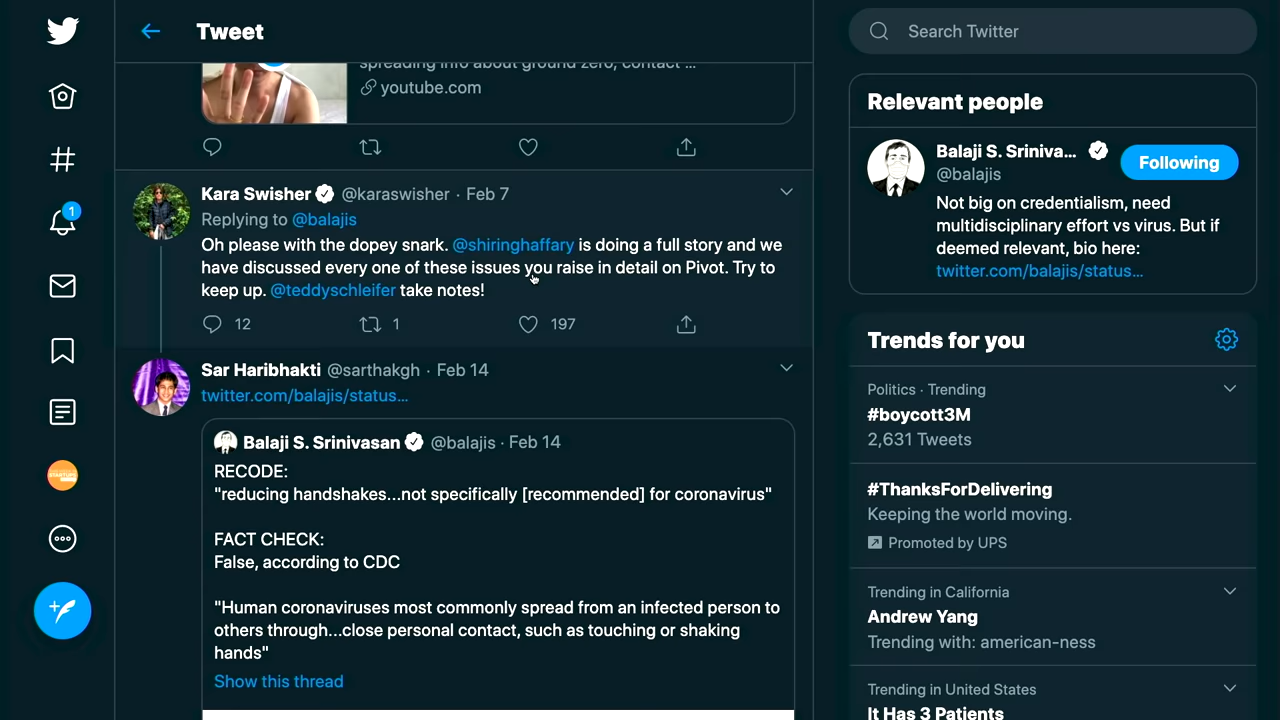 Tweet
spreading info about ground zero, contact ...
youtube.com
Kara Swisher @karaswisher · Feb 7
Replying to @balajis
Oh please with the dopey snark. @shiringhaffary is doing a full story and we
have discussed every one of these issues you raise in detail on Pivot. Try to
keep up. @teddyschleifer take notes!
12 1 197
Sar Haribhakti @sarthakgh · Feb 14
twitter.com/balajis/status...
Balaji S. Srinivasan @balajis · Feb 14
RECODE:
"reducing handshakes...not specifically [recommended] for coronavirus"
FACT CHECK:
False, according to CDC
"Human coronaviruses most commonly spread from an infected person to
others through...close personal contact, such as touching or shaking
hands"
Show this thread
1
Search Twitter
Relevant people
Balaji S. Sriniva...
@balajis
Following
Not big on credentialism, need
multidisciplinary effort vs virus. But if
deemed relevant, bio here:
twitter.com/balajis/status...
Trends for you
Politics · Trending
#boycott3M
2,631 Tweets
#ThanksForDelivering
Keeping the world moving.
Promoted by UPS
Trending in California
Andrew Yang
Trending with: american-ness
Trending in United States
It Has 3 Patients